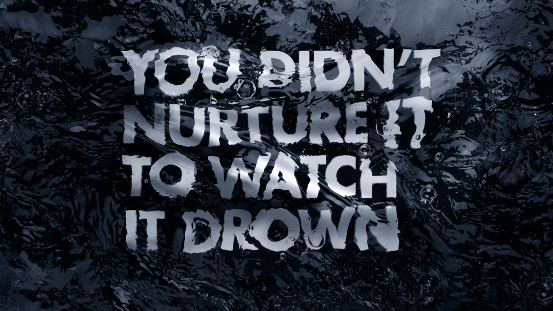 YOU DIDN'T
NURTURE IT
TO WATCH
IT DROWN